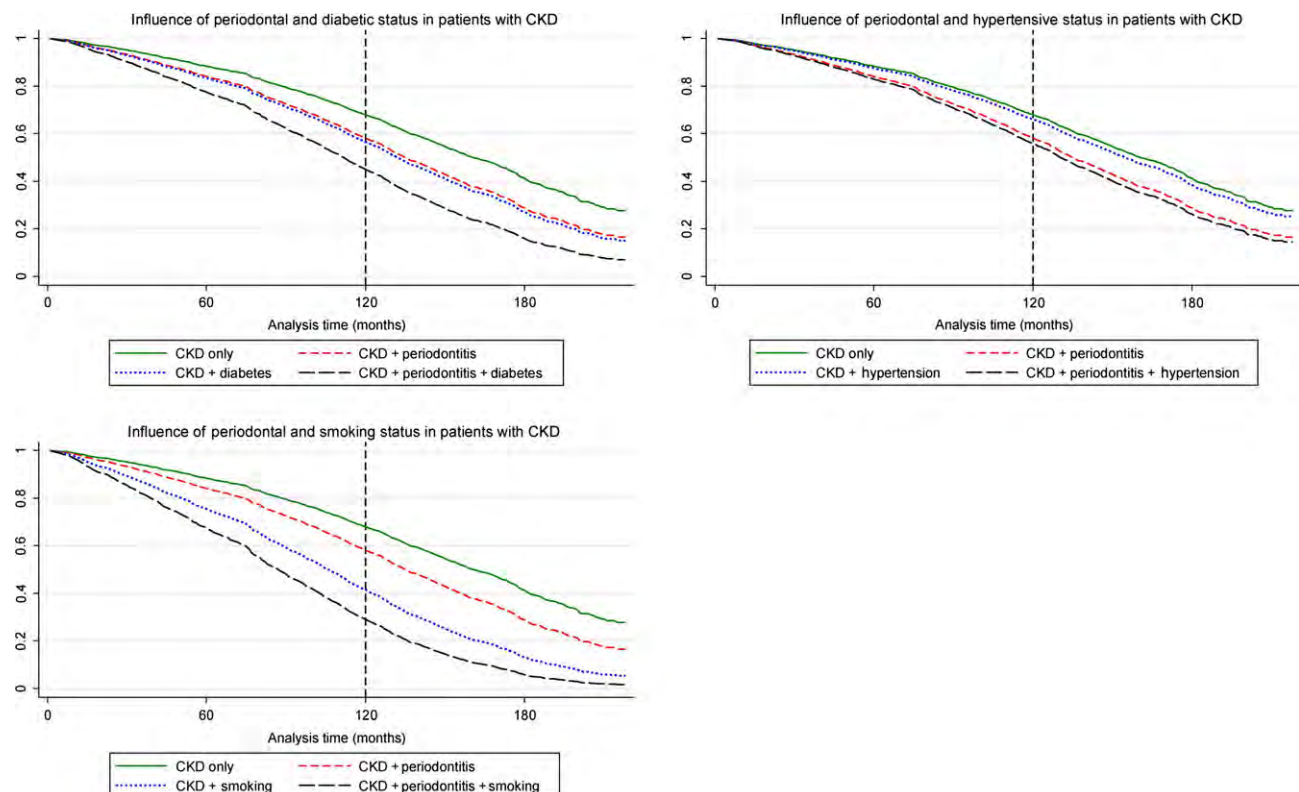 Influence of periodontal and diabetic status in patients with CKD
1
0.8
0.6
0.4
0.2
0
0 60 120 180
Analysis time (months)
CKD only CKD + periodontitis
CKD + diabetes CKD + periodontitis + diabetes
Influence of periodontal and hypertensive status in patients with CKD
1
0.8
0.6
0.4
0.2
0
0 60 120 180
Analysis time (months)
CKD only CKD + periodontitis
CKD + hypertension CKD + periodontitis + hypertension
Influence of periodontal and smoking status in patients with CKD
1
0.8
0.6
0.4
0.2
0
0 60 120 180
Analysis time (months)
CKD only CKD + periodontitis
CKD + smoking CKD + periodontitis + smoking